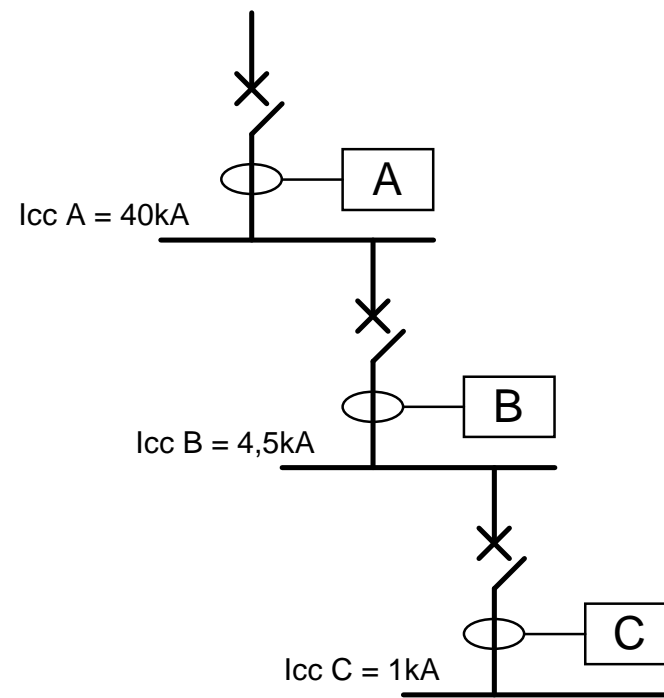 A
Icc A = 40kA
B
Icc B = 4,5kA
C
Icc C = 1kA